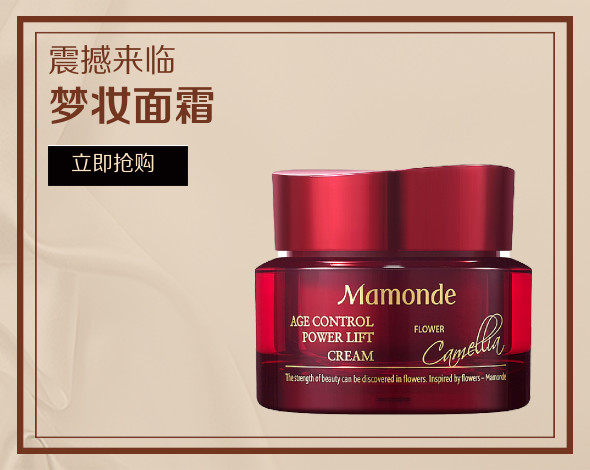 震撼来临
梦妆面霜
立即抢购
Mamonde
AGE CONTROL
POWER LIFT
CREAM
FLOWER
Camellia
The strength of beauty can be discovered in flowers. Inspired by flowers – Mamonde